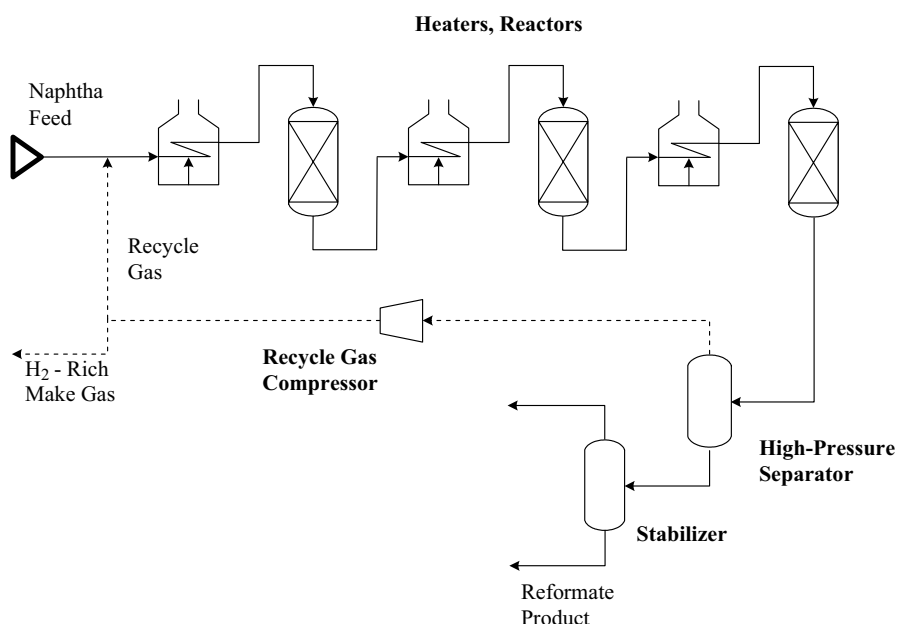 Heaters, Reactors
Naphtha
Feed
Recycle
Gas
H₂ - Rich
Make Gas
Recycle Gas
Compressor
High-Pressure
Separator
Stabilizer
Reformate
Product